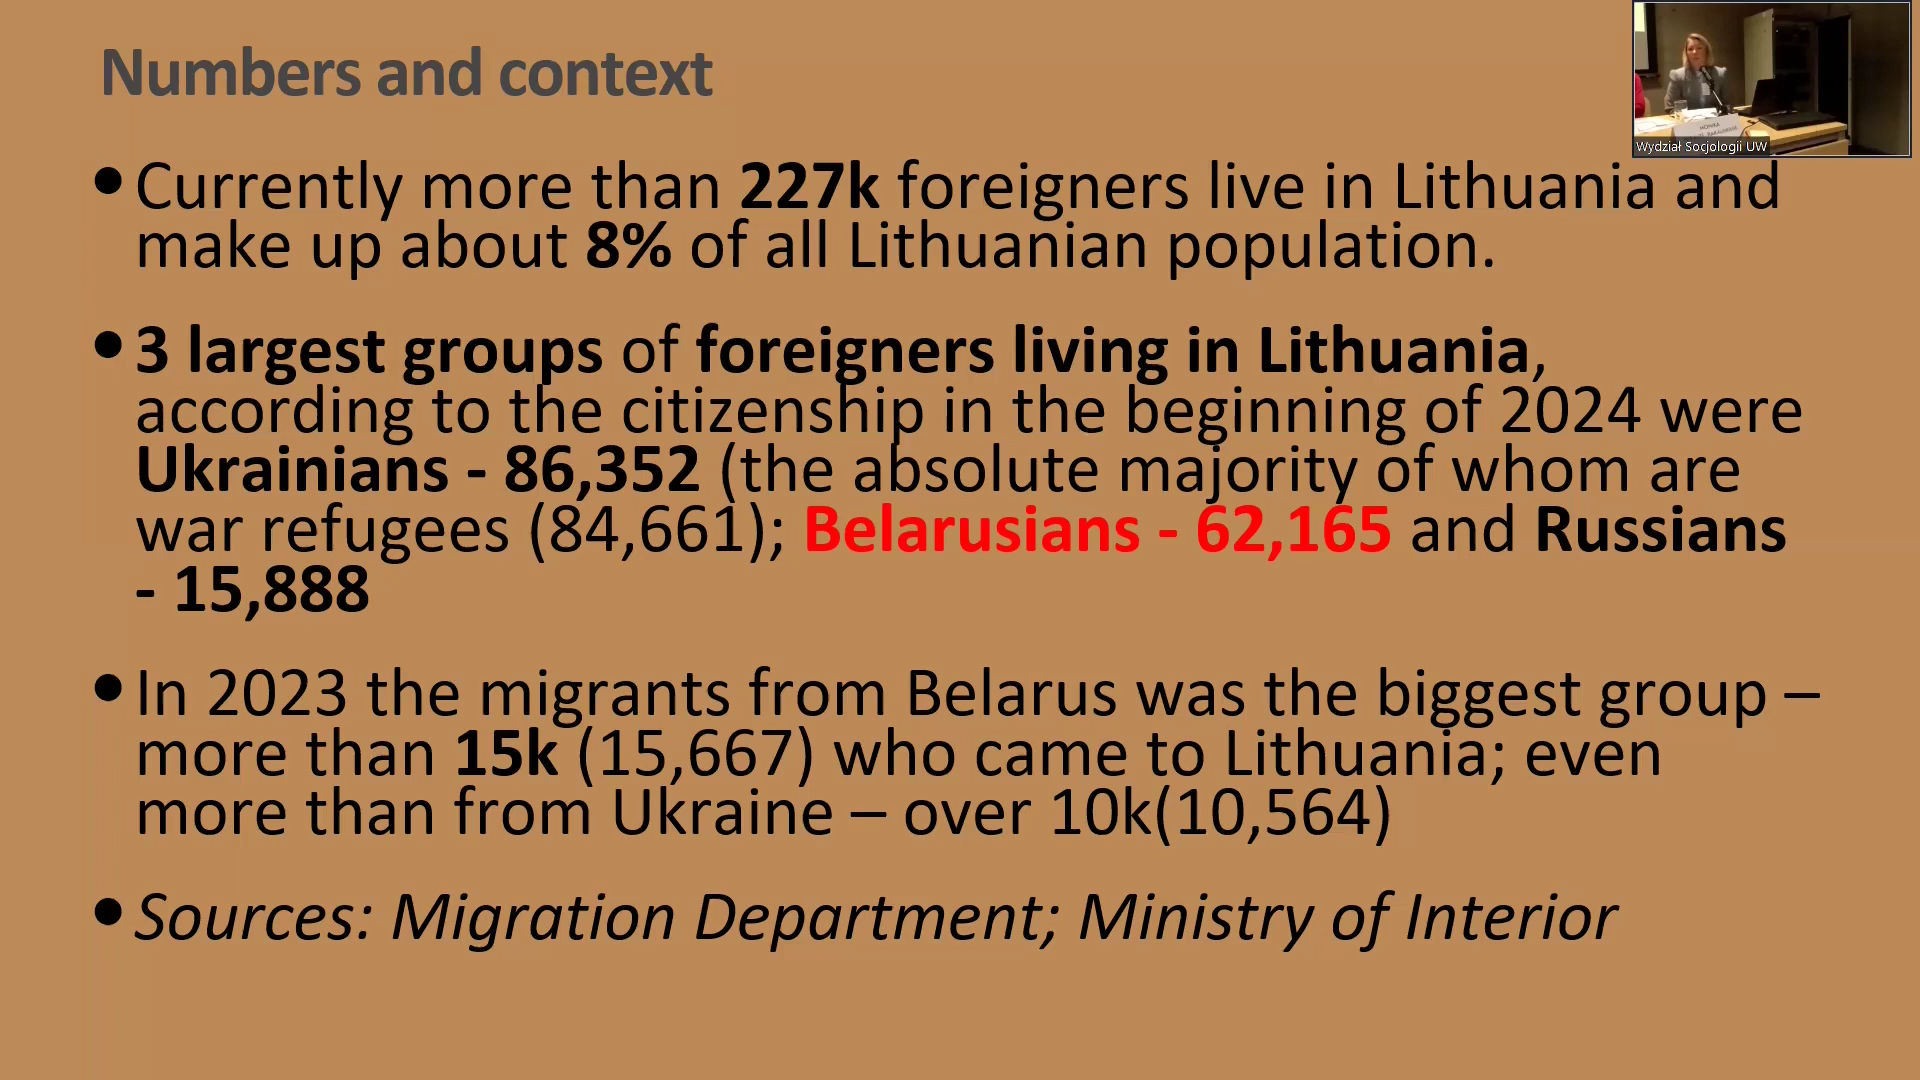 Numbers and context
Wydział Socjologii UW
MONIKA
• Currently more than 227k foreigners live in Lithuania and
make up about 8% of all Lithuanian population.
• 3 largest groups of foreigners living in Lithuania,
according to the citizenship in the beginning of 2024 were
Ukrainians - 86,352 (the absolute majority of whom are
war refugees (84,661); Belarusians - 62,165 and Russians
- 15,888
• In 2023 the migrants from Belarus was the biggest group –
more than 15k (15,667) who came to Lithuania; even
more than from Ukraine – over 10k(10,564)
• Sources: Migration Department; Ministry of Interior